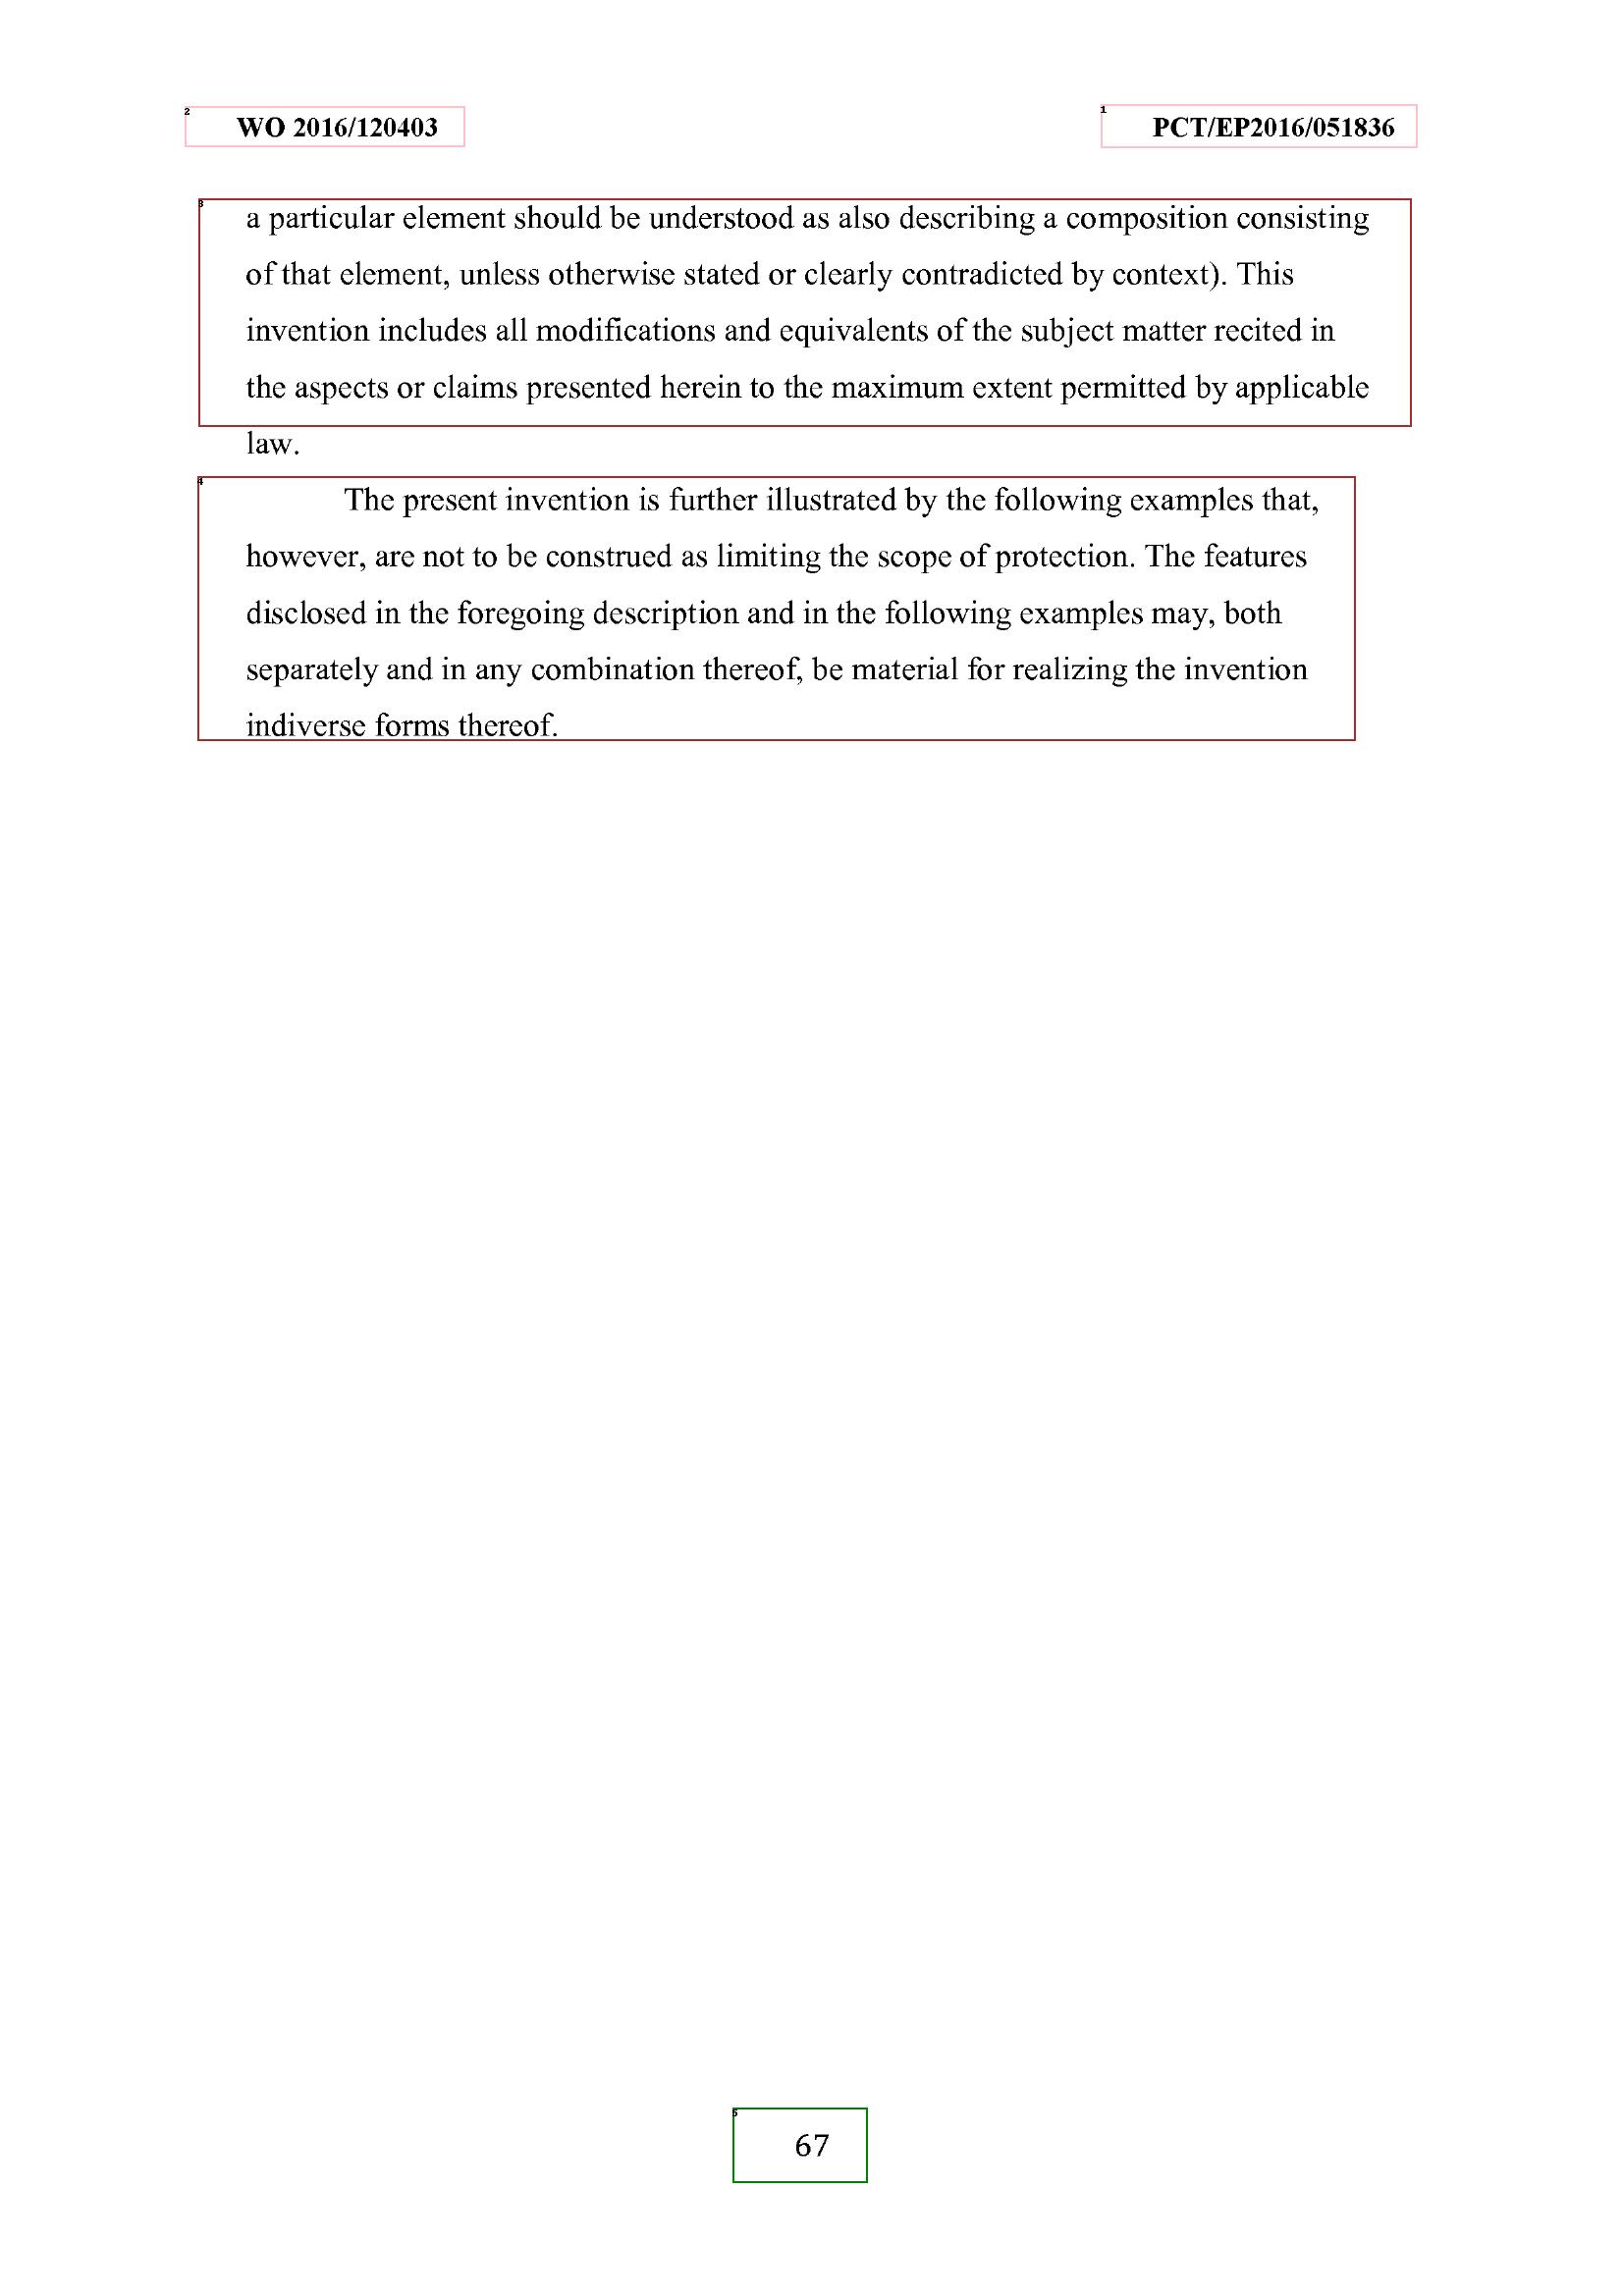 WO 2016/120403 PCT/EP2016/051836
a particular element should be understood as also describing a composition consisting
of that element, unless otherwise stated or clearly contradicted by context). This
invention includes all modifications and equivalents of the subject matter recited in
the aspects or claims presented herein to the maximum extent permitted by applicable
law.
The present invention is further illustrated by the following examples that,
however, are not to be construed as limiting the scope of protection. The features
disclosed in the foregoing description and in the following examples may, both
separately and in any combination thereof, be material for realizing the invention
indiverse forms thereof.
67